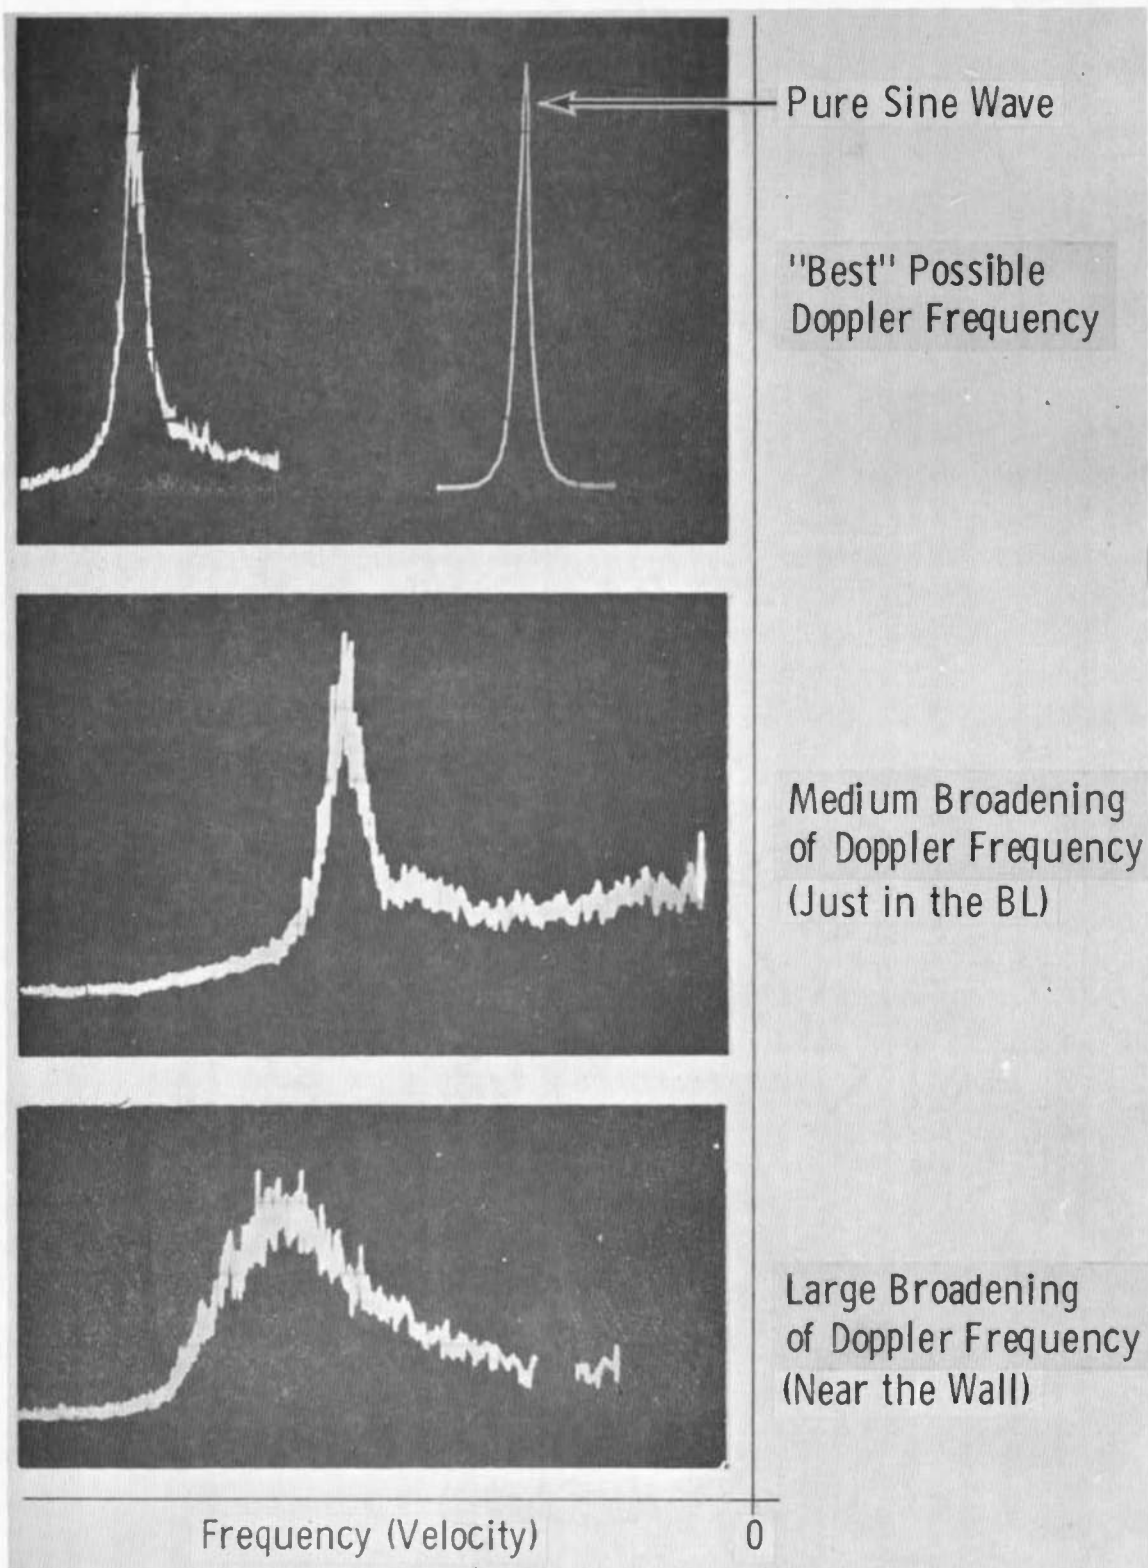 Pure Sine Wave
"Best" Possible
Doppler Frequency
Medium Broadening
of Doppler Frequency
(Just in the BL)
Large Broadening
of Doppler Frequency
(Near the Wall)
Frequency (Velocity)
0